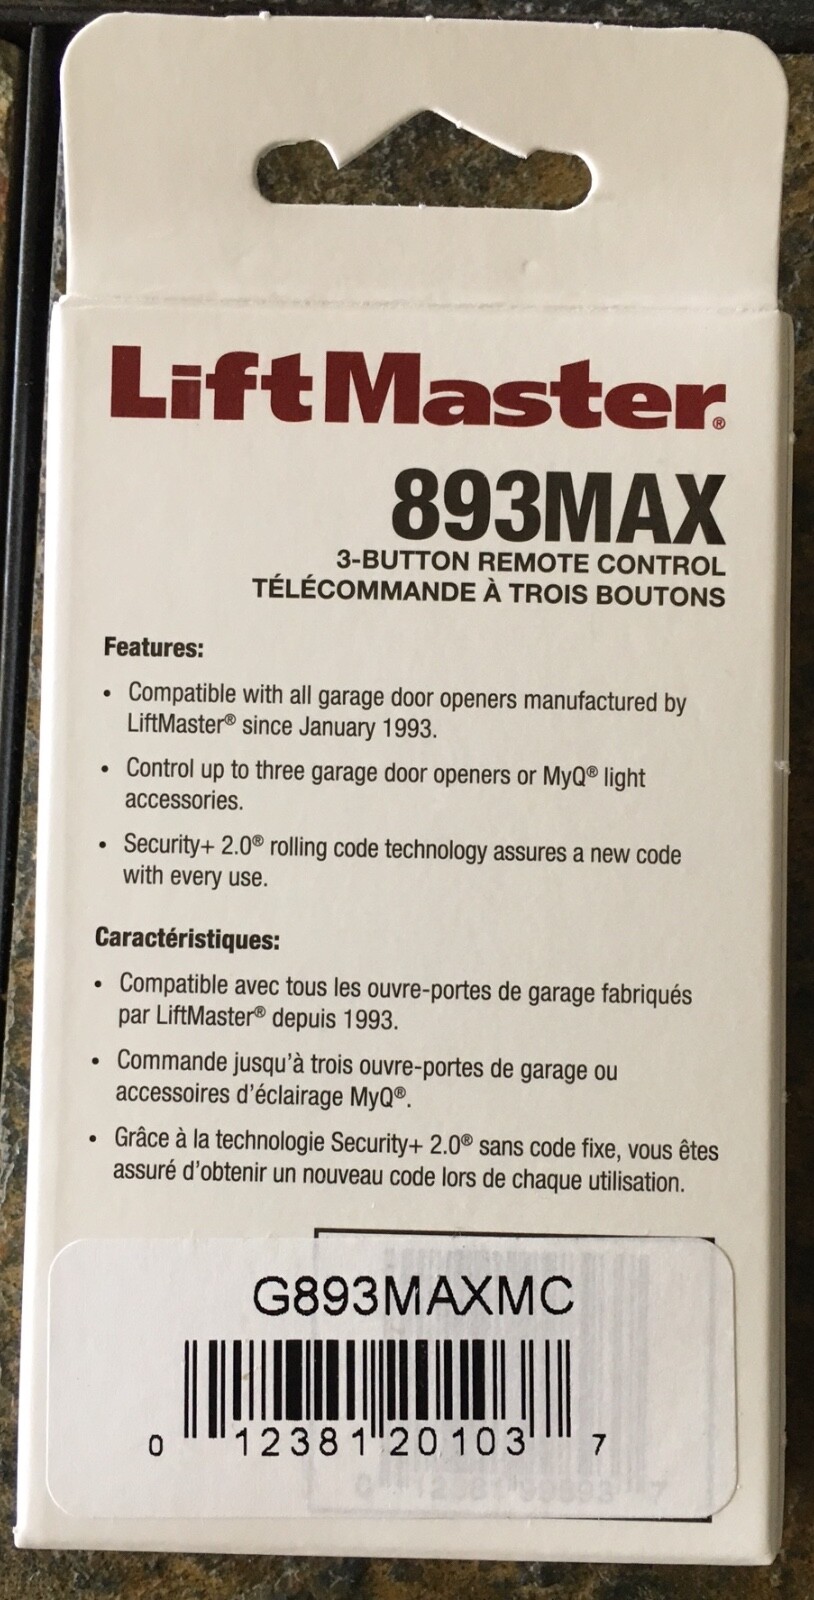 LiftMaster®
893MAX
3-BUTTON REMOTE CONTROL
TÉLÉCOMMANDE À TROIS BOUTONS
Features:
• Compatible with all garage door openers manufactured by
LiftMaster® since January 1993.
• Control up to three garage door openers or MyQ® light
accessories.
• Security+ 2.0® rolling code technology assures a new code
with every use.
Caractéristiques:
• Compatible avec tous les ouvre-portes de garage fabriqués
par LiftMaster® depuis 1993.
• Commande jusqu'à trois ouvre-portes de garage ou
accessoires d'éclairage MyQ®.
• Grâce à la technologie Security+ 2.0® sans code fixe, vous êtes
assuré d'obtenir un nouveau code lors de chaque utilisation.
G893MAXMC
0 12381 20103 7